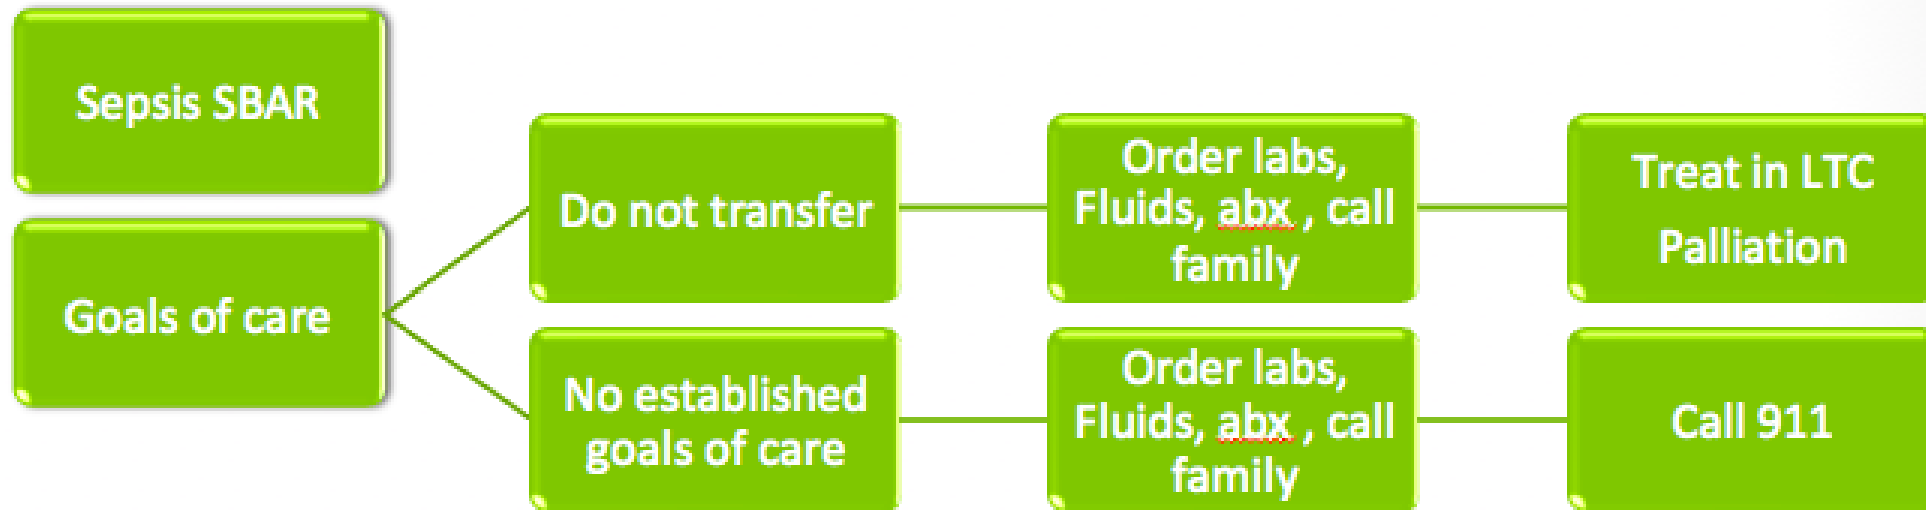 Sepsis SBAR
Goals of care
Do not transfer
Order labs,
Fluids, abx , call
family
Treat in LTC
Palliation
No established
goals of care
Order labs,
Fluids, abx , call
family
Call 911